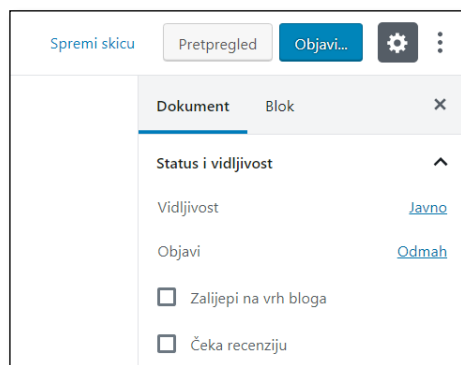 Spremi skicu Pretpregled Objavi...
Dokument Blok
Status i vidljivost
Vidljivost Javno
Objavi Odmah
Zalijepi na vrh bloga
Čeka recenziju